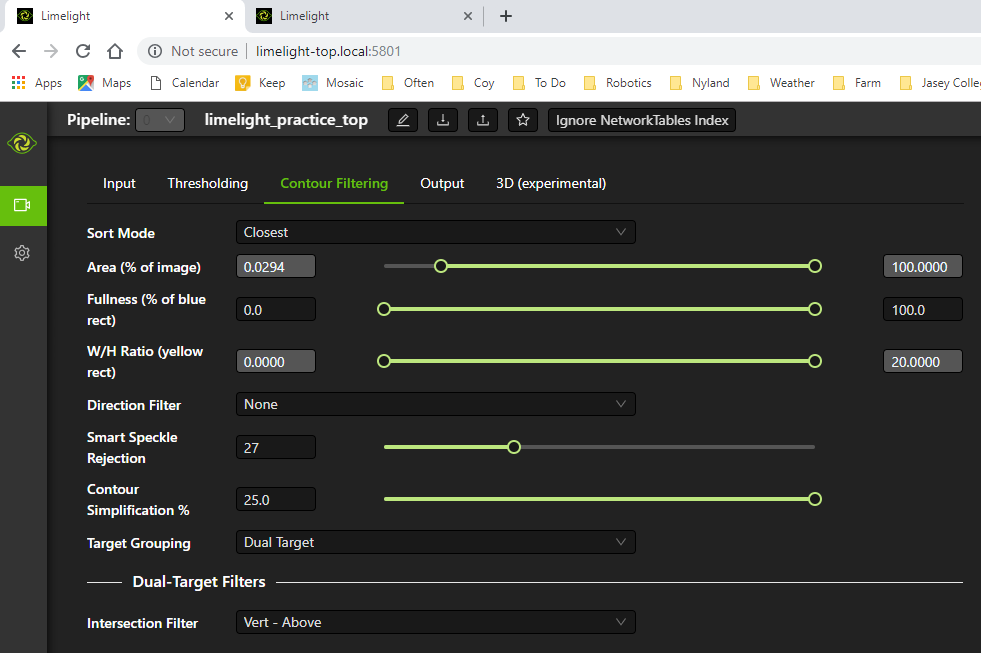 Limelight
Limelight
Not secure limelight-top.local:5801
Apps Maps Calendar Keep Mosaic Often Coy To Do Robotics Nyland Weather Farm Jasey Colle
Pipeline: 0 limelight_practice_top Ignore NetworkTables Index
Input Thresholding Contour Filtering Output 3D (experimental)
Sort Mode Closest
Area (% of image) 0.0294 100.0000
Fullness (% of blue
rect) 0.0 100.0
W/H Ratio (yellow
rect) 0.0000 20.0000
Direction Filter None
Smart Speckle
Rejection 27
Contour
Simplification % 25.0
Target Grouping Dual Target
Dual-Target Filters
Intersection Filter Vert - Above